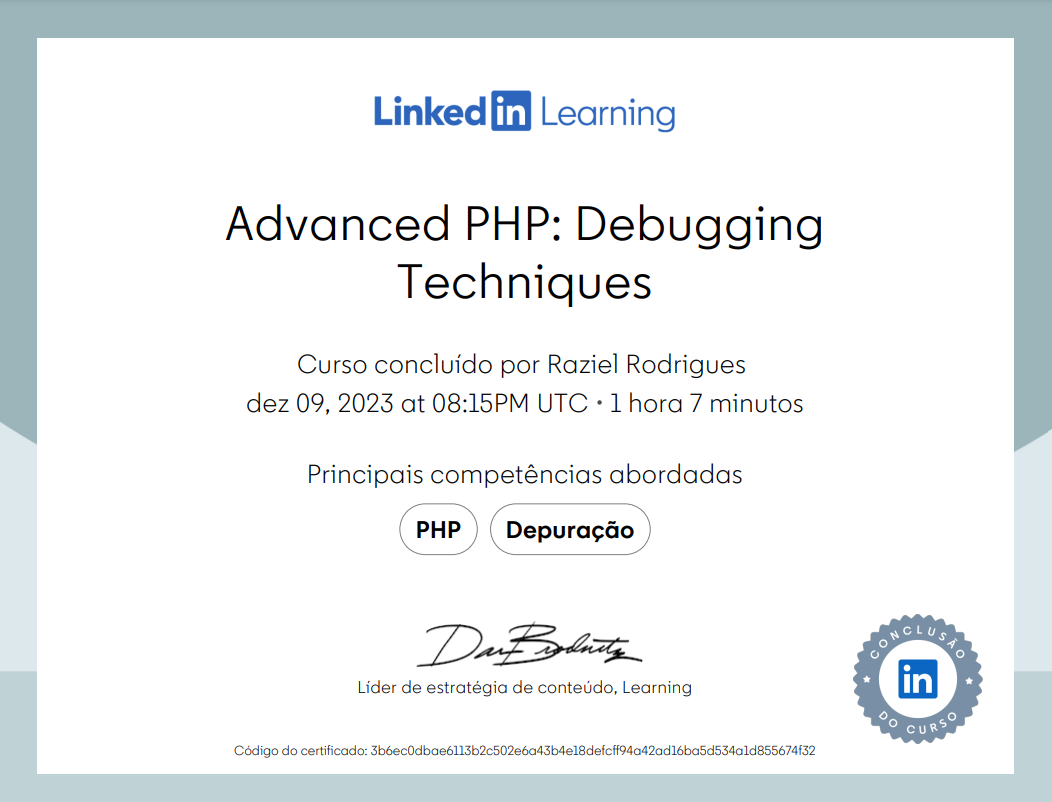 LinkedIn Learning
Advanced PHP: Debugging
Techniques
Curso concluído por Raziel Rodrigues
dez 09, 2023 at 08:15PM UTC • 1 hora 7 minutos
Principais competências abordadas
PHP Depuração
Dan Brodnitz
Líder de estratégia de conteúdo, Learning
CONCLUSÃO
in
DO CURSO
Código do certificado: 3b6ec0dbae6113b2c502e6a43b4e18defcff94a42ad16ba5d534a1d855674f32